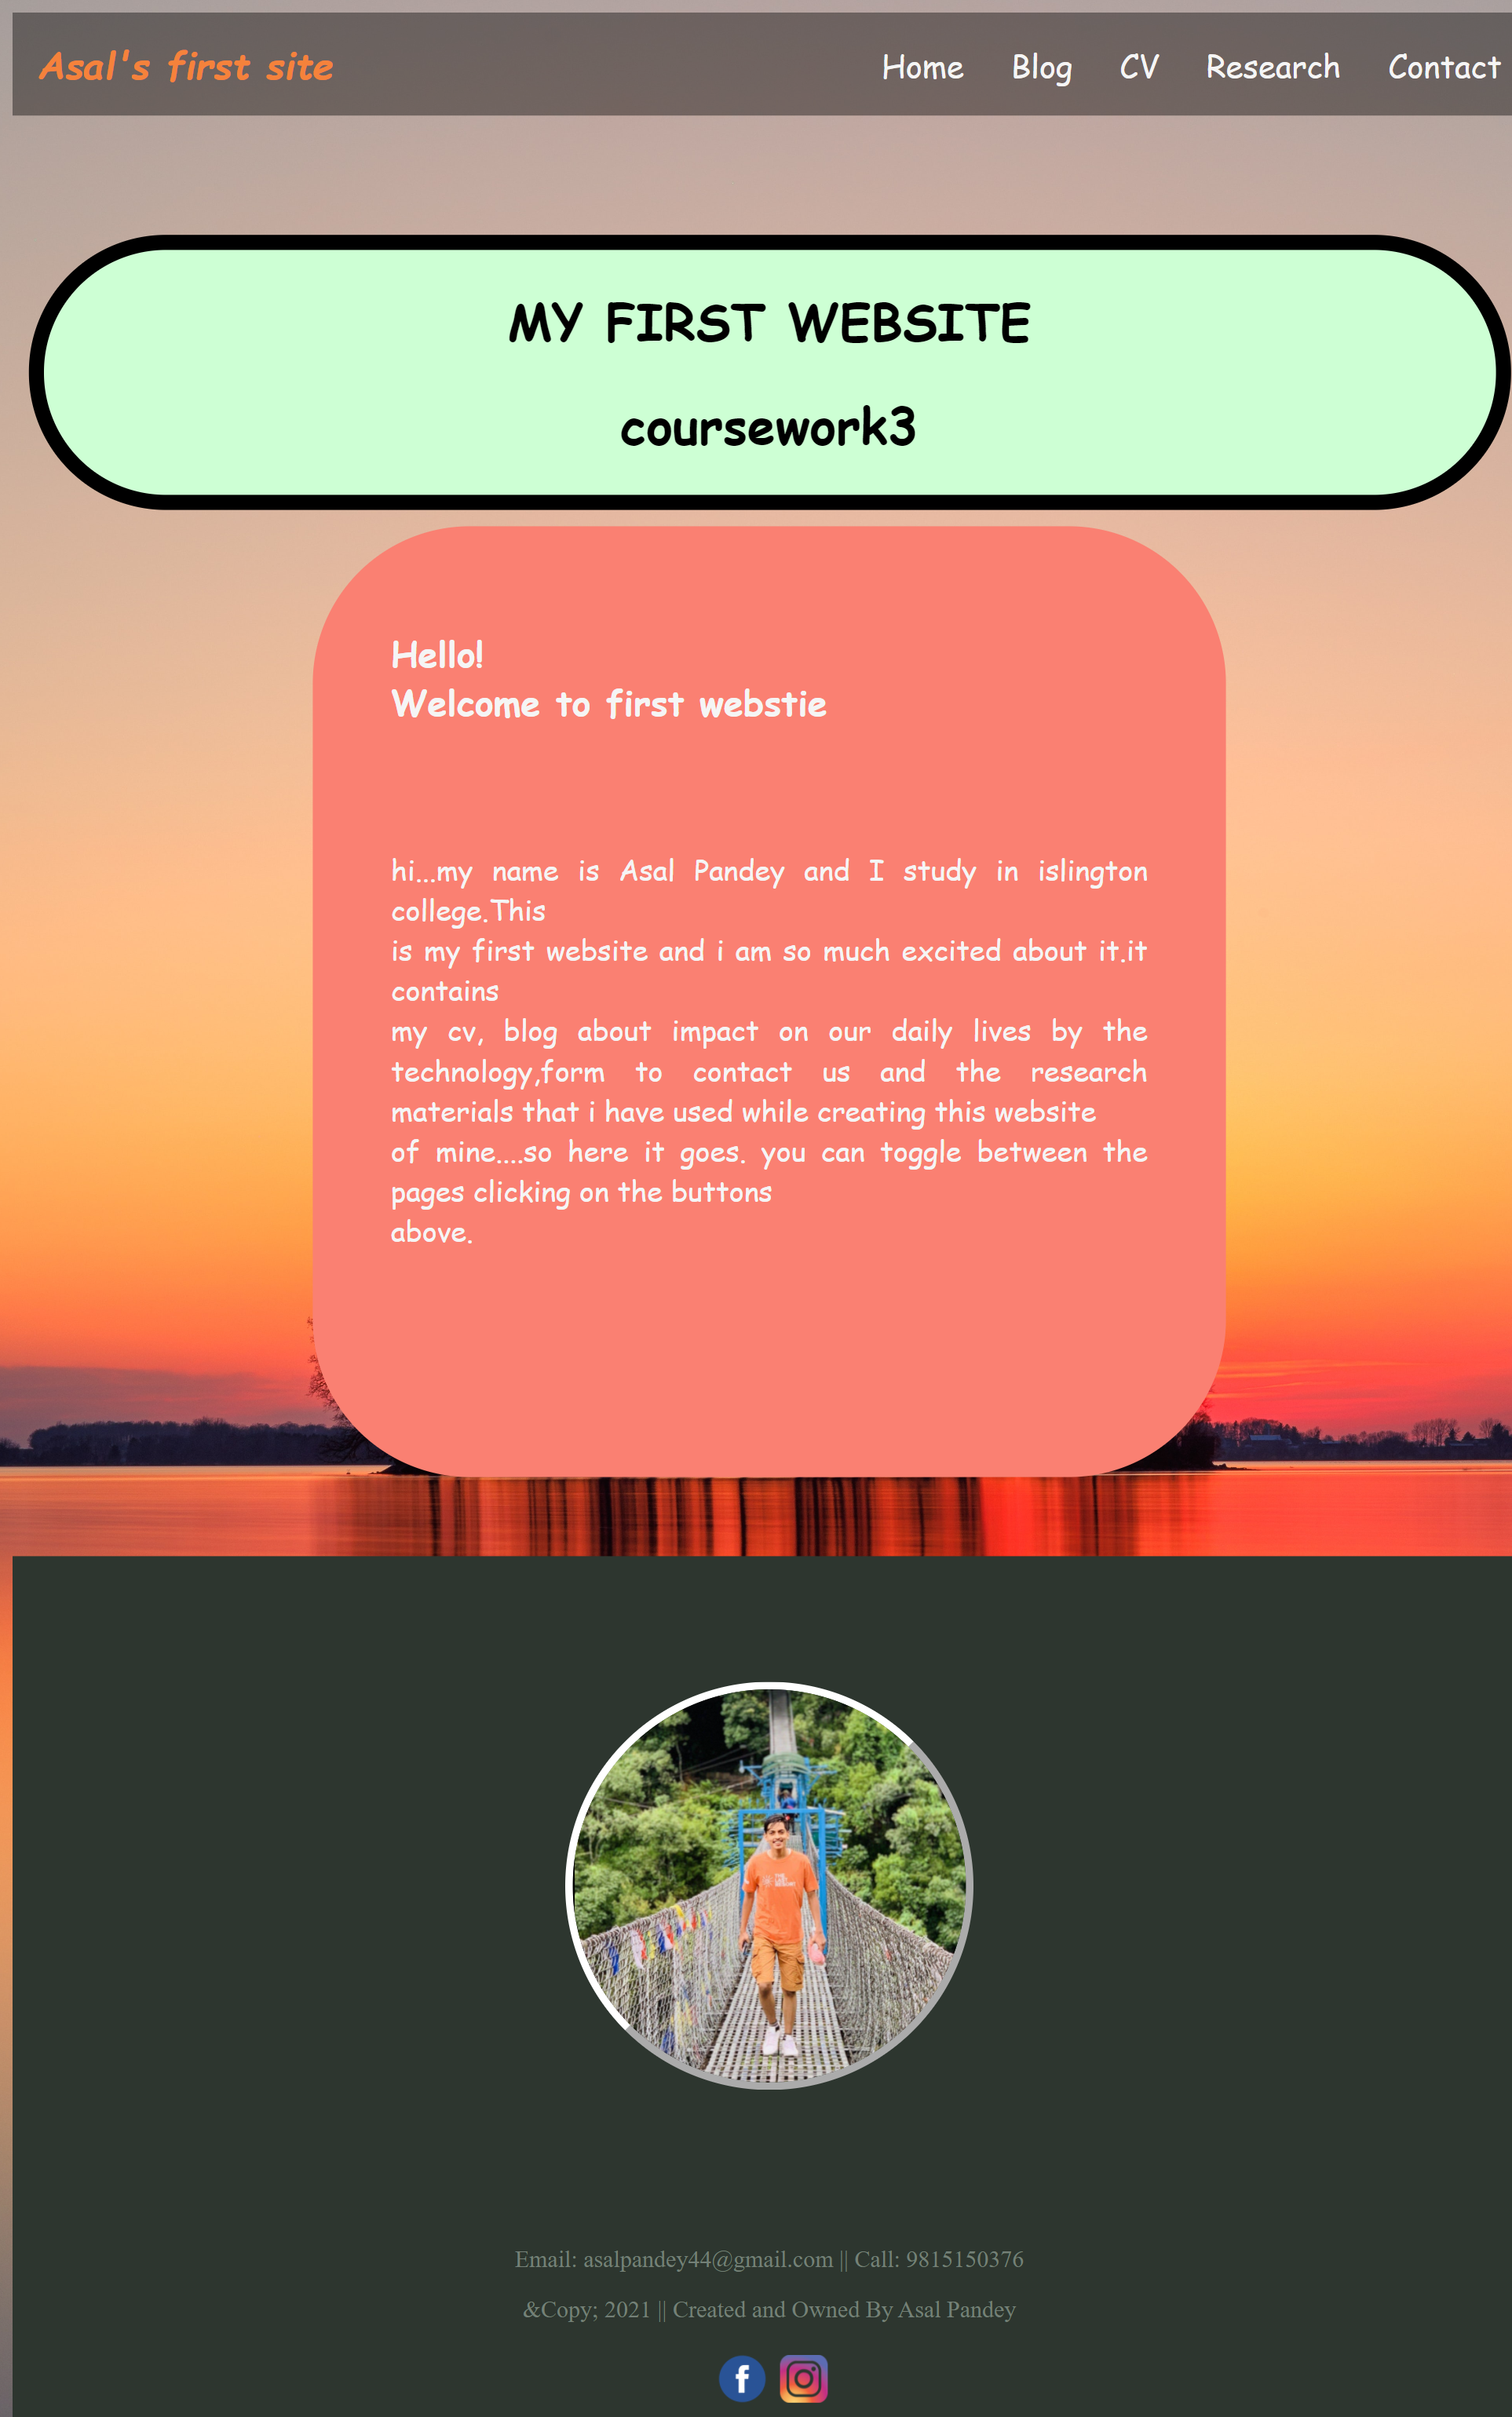 Asal's first site
Home Blog CV Research Contact
MY FIRST WEBSITE
coursework3
Hello!
Welcome to first webstie
hi...my name is Asal Pandey and I study in islington
college.This
is my first website and i am so much excited about it.it
contains
my cv, blog about impact on our daily lives by the
technology,form to contact us and the research
materials that i have used while creating this website
of mine....so here it goes. you can toggle between the
pages clicking on the buttons
above.
Email: asalpandey44@gmail.com || Call: 9815150376
&Copy; 2021 || Created and Owned By Asal Pandey